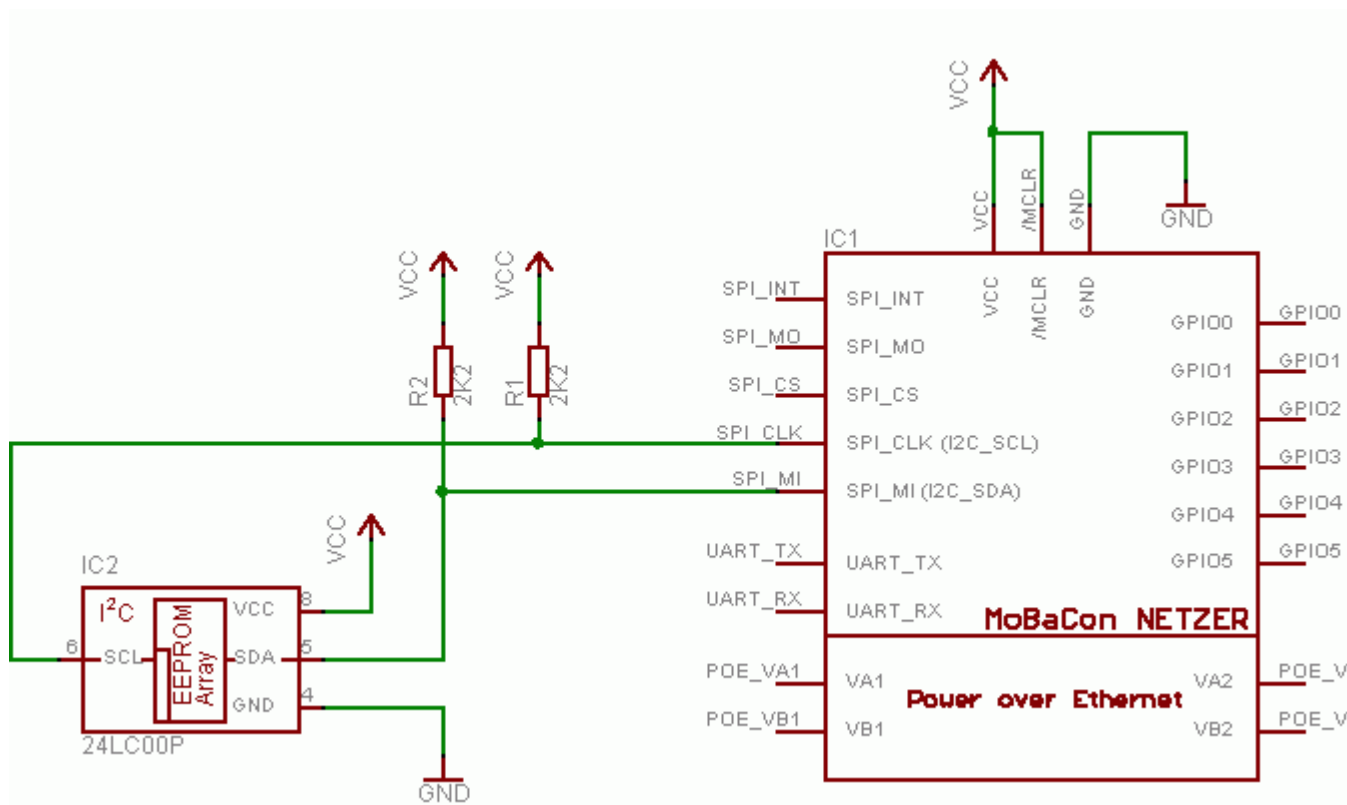 VCC
VCC
/MCLR
GND
GND
IC1
VCC
/MCLR
GND
VCC
VCC
R2
2K2
R1
2K2
SPI_INT
SPI_MO
SPI_CS
SPI_CLK
SPI_MI
UART_TX
UART_RX
POE_VA1
POE_VB1
SPI_INT
SPI_MO
SPI_CS
SPI_CLK (I2C_SCL)
SPI_MI (I2C_SDA)
UART_TX
UART_RX
GPIO0
GPIO1
GPIO2
GPIO3
GPIO4
GPIO5
GPIO0
GPIO1
GPIO2
GPIO3
GPIO4
GPIO5
MoBaCon NETZER
VA1
VB1
Power over Ethernet
VA2
VB2
POE_V
POE_V
VCC
IC2
I²C
EEPROM
Array
6
SCL
VCC
8
SDA
5
GND
4
24LC00P
GND